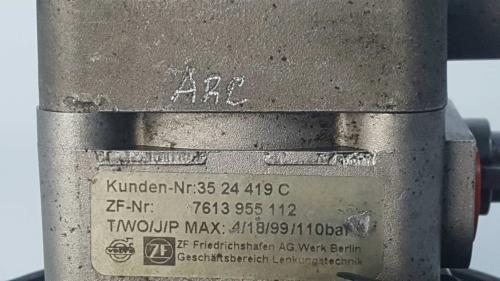 ARC
Kunden-Nr:35 24 419 C
ZF-Nr: 7613 955 112
T/WO/J/P MAX: 4/18/99/110bar
ZF ZF Friedrichshafen AG Werk Berlin
Geschäftsbereich Lenkungstechnik